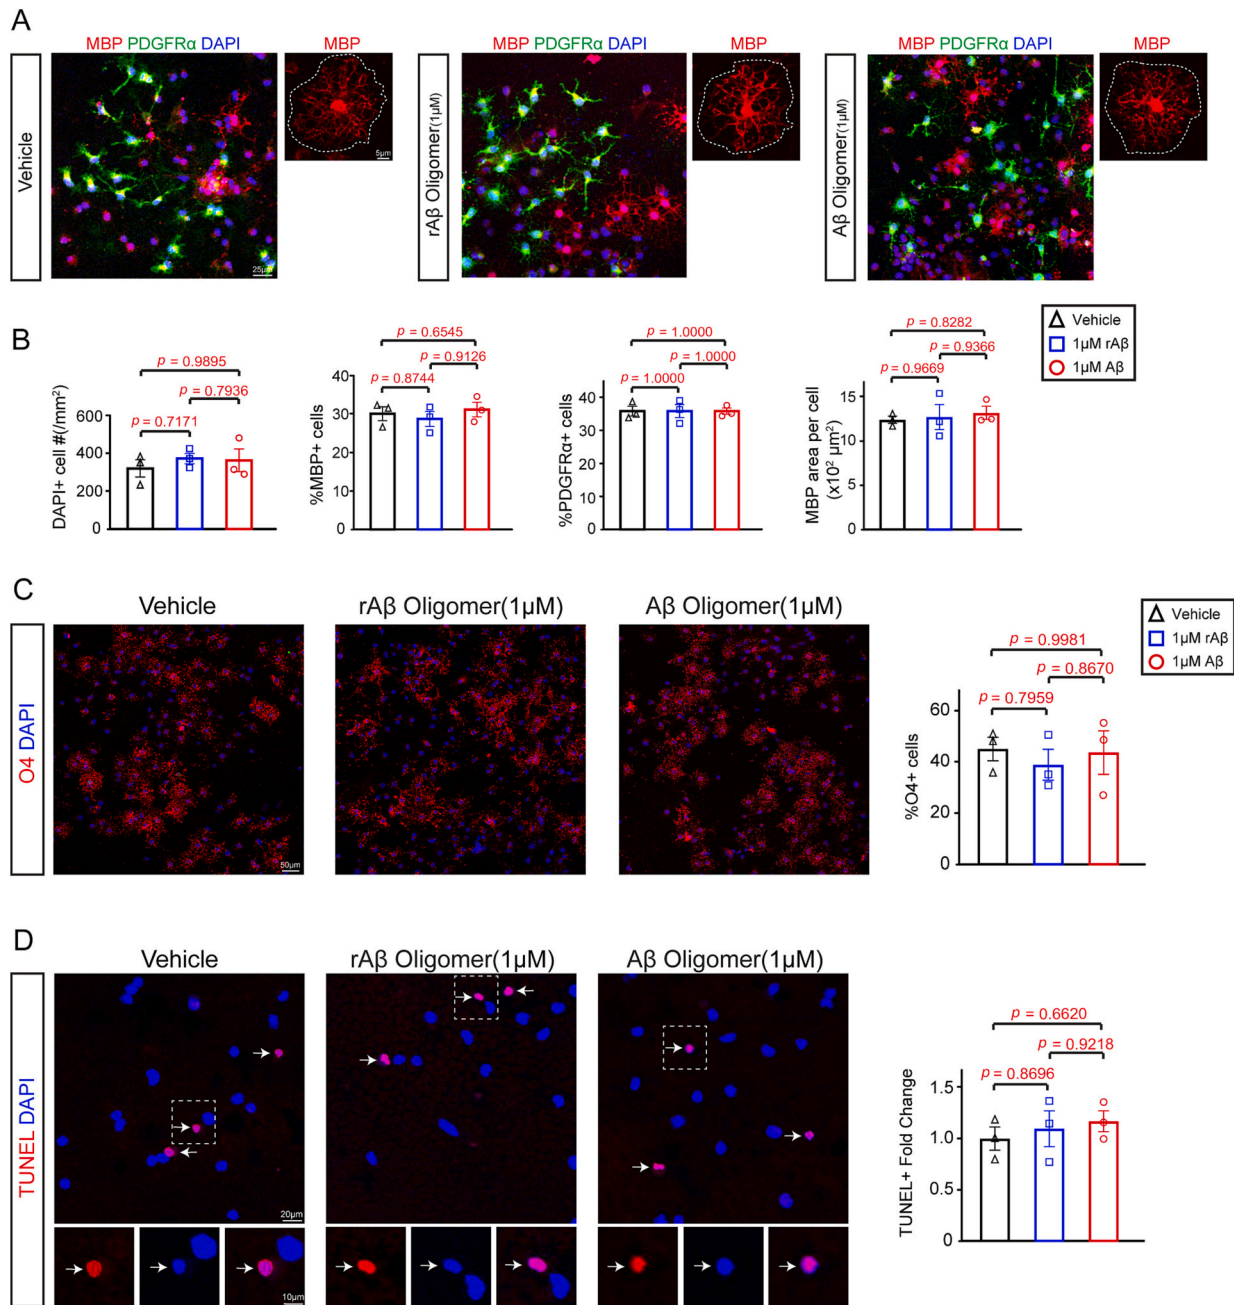 A
MBP PDGFRα DAPI
MBP
MBP PDGFRα DAPI
MBP
MBP PDGFRα DAPI
MBP
Vehicle
25µm
5µm
rAβ Oligomer(1µM)
Aβ Oligomer(1µM)
B
DAPI+ cell #(/mm²)
600
400
200
0
p = 0.9895
p = 0.7936
p = 0.7171
%MBP+ cells
40
30
20
10
0
p = 0.6545
p = 0.9126
p = 0.8744
%PDGFRα+ cells
40
30
20
10
0
p = 1.0000
p = 1.0000
p = 1.0000
MBP area per cell
(x10² µm²)
15
10
5
0
p = 0.8282
p = 0.9366
p = 0.9669
Vehicle
1µM rAβ
1µM Aβ
C
Vehicle
rAβ Oligomer(1µM)
Aβ Oligomer(1µM)
O4 DAPI
50µm
%O4+ cells
60
40
20
0
p = 0.9981
p = 0.8670
p = 0.7959
Vehicle
1µM rAβ
1µM Aβ
D
Vehicle
rAβ Oligomer(1µM)
Aβ Oligomer(1µM)
TUNEL DAPI
20µm
10µm
TUNEL+ Fold Change
1.5
1.0
0.5
0
p = 0.6620
p = 0.9218
p = 0.8696